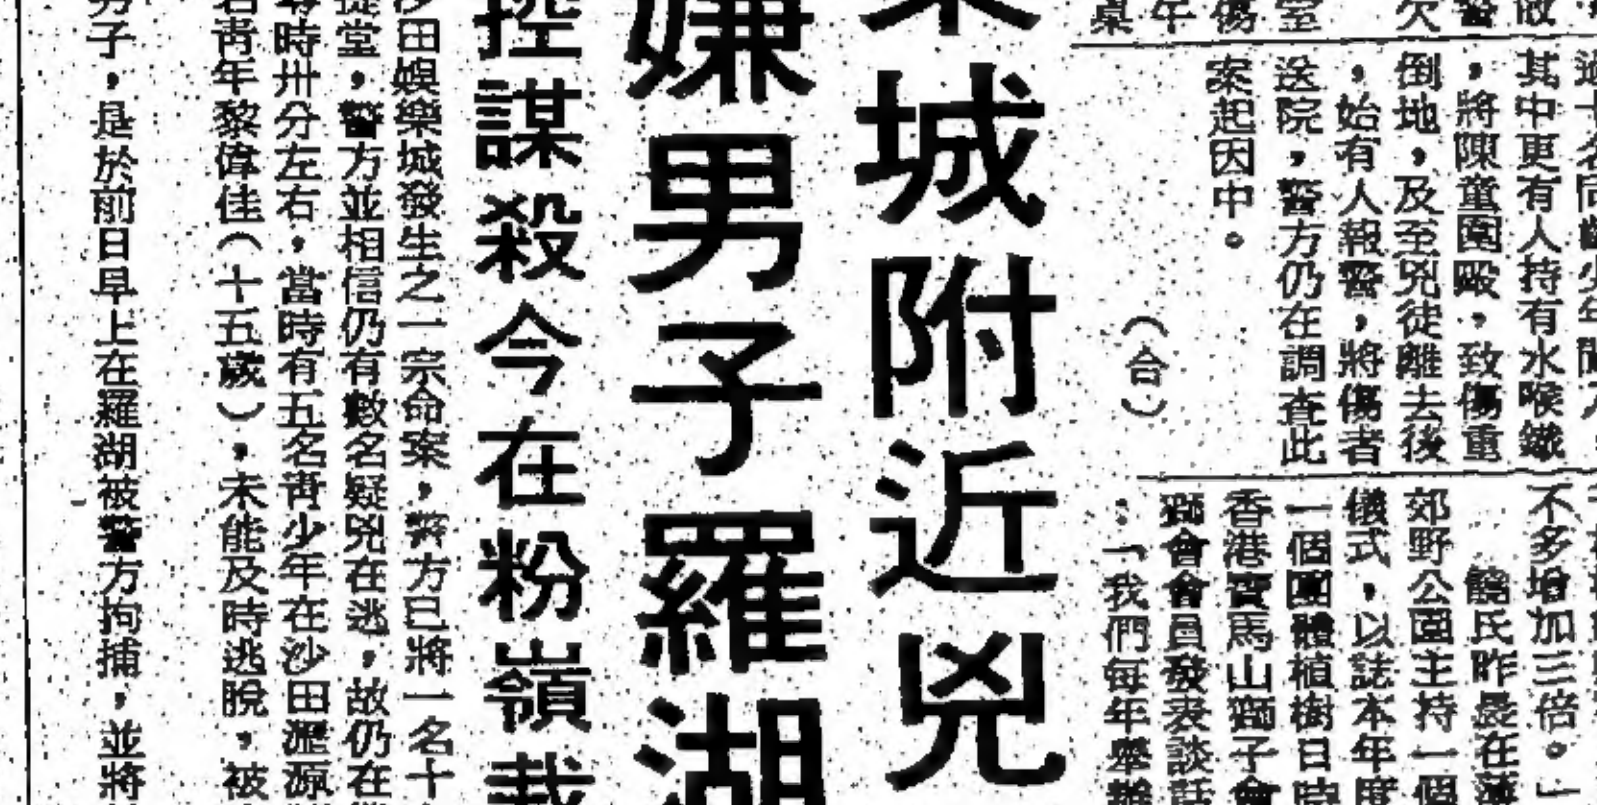 其中更有人持有水喉鐵
，將陳童圍毆，致傷重
倒地，及至兇徒離去後
，始有人報警，將傷者
送院，警方仍在調查此
案起因中。
（合）
不多增加三倍。」
饒氏昨晨在
郊野公園主持一個
儀式，以誌本年度
一個團體植樹日時
香港寶馬山獅子會
獅會會員發表談話
：「我們每年舉辦
城附近兇
嫌男子羅湖
控謀殺今在粉嶺裁
沙田娛樂城發生之一宗命案，警方已將一名十
堂，警方並相信仍有數名疑兇在逃，故仍在
時卅分左右，當時有五名青少年在沙田瀝源
名青年黎偉佳（十五歲），未能及時逃脫，被
男子，是於前日早上在羅湖被警方拘捕，並將